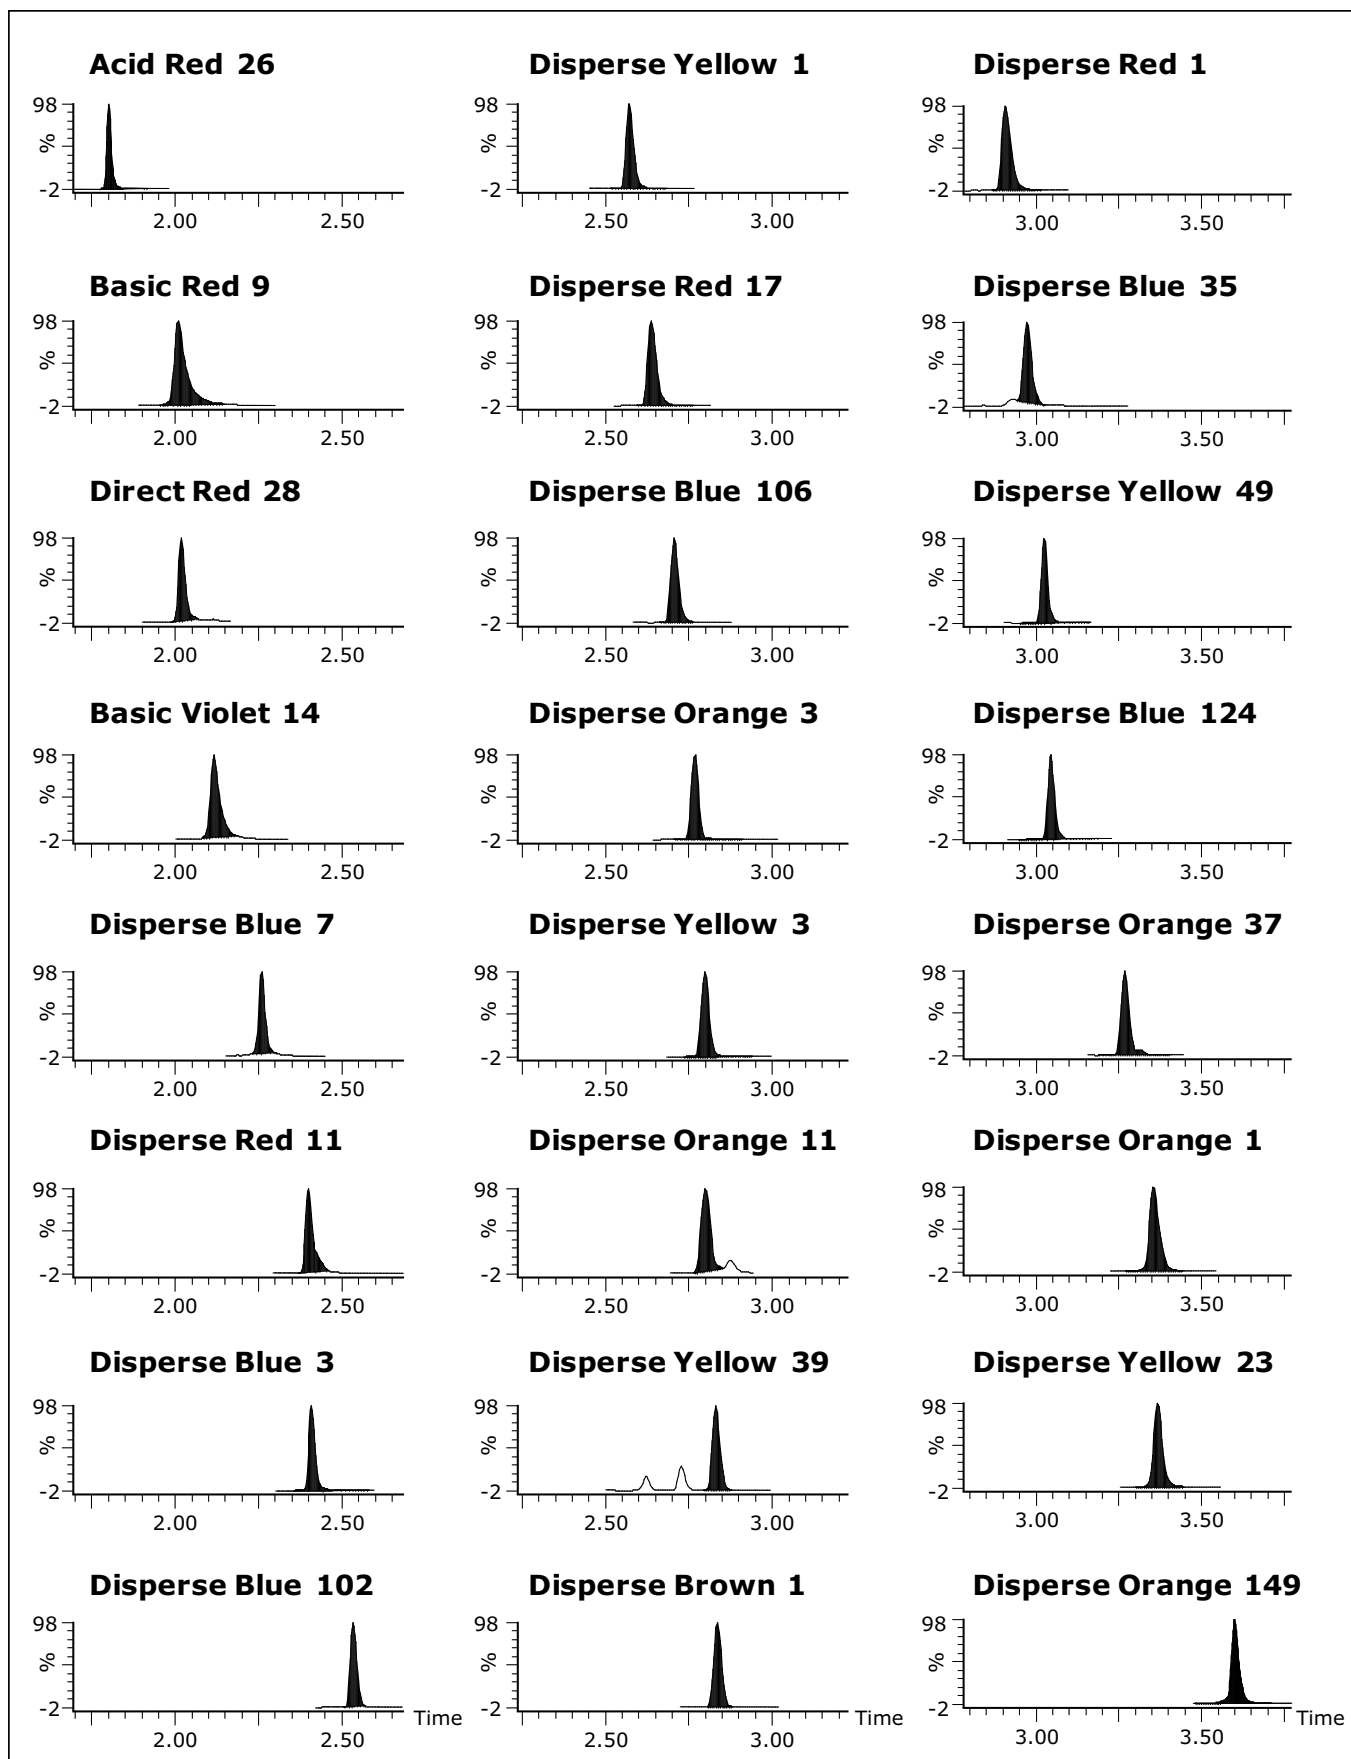 Acid Red 26 Disperse Yellow 1 Disperse Red 1
98 98 98
% % %
-2 -2 -2
2.00 2.50 2.50 3.00 3.00 3.50
Basic Red 9 Disperse Red 17 Disperse Blue 35
98 98 98
% % %
-2 -2 -2
2.00 2.50 2.50 3.00 3.00 3.50
Direct Red 28 Disperse Blue 106 Disperse Yellow 49
98 98 98
% % %
-2 -2 -2
2.00 2.50 2.50 3.00 3.00 3.50
Basic Violet 14 Disperse Orange 3 Disperse Blue 124
98 98 98
% % %
-2 -2 -2
2.00 2.50 2.50 3.00 3.00 3.50
Disperse Blue 7 Disperse Yellow 3 Disperse Orange 37
98 98 98
% % %
-2 -2 -2
2.00 2.50 2.50 3.00 3.00 3.50
Disperse Red 11 Disperse Orange 11 Disperse Orange 1
98 98 98
% % %
-2 -2 -2
2.00 2.50 2.50 3.00 3.00 3.50
Disperse Blue 3 Disperse Yellow 39 Disperse Yellow 23
98 98 98
% % %
-2 -2 -2
2.00 2.50 2.50 3.00 3.00 3.50
Disperse Blue 102 Disperse Brown 1 Disperse Orange 149
98 98 98
% % %
-2 Time -2 Time -2 Time
2.00 2.50 2.50 3.00 3.00 3.50